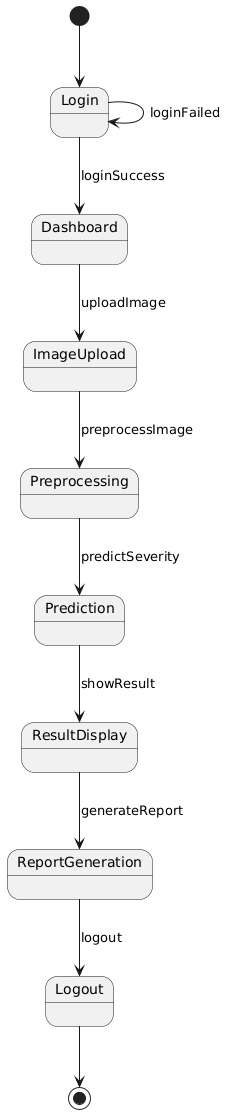 Login
loginFailed
loginSuccess
Dashboard
uploadImage
ImageUpload
preprocessImage
Preprocessing
predictSeverity
Prediction
showResult
ResultDisplay
generateReport
ReportGeneration
logout
Logout